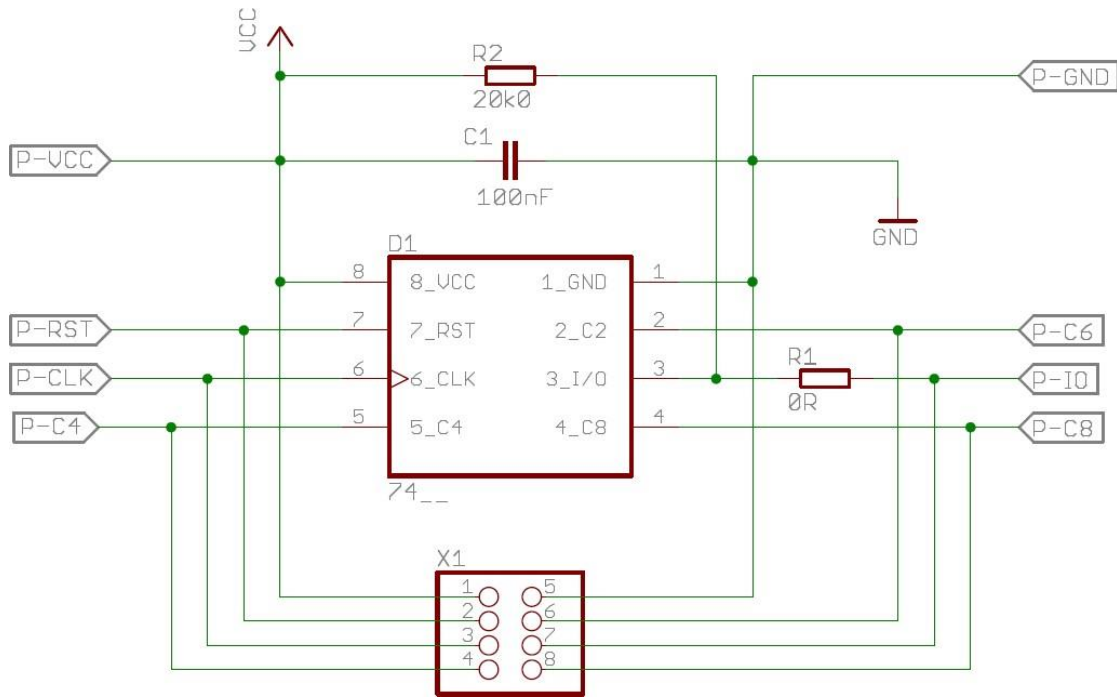 VCC
R2
20k0
P-GND
C1
P-VCC
100nF
GND
D1
8 8_VCC 1_GND 1
P-RST 7 7_RST 2_C2 2 P-C6
R1
P-CLK 6 6_CLK 3_I/O 3 P-IO
0R
P-C4 5 5_C4 4_C8 4 P-C8
74__
X1
1 5
2 6
3 7
4 8